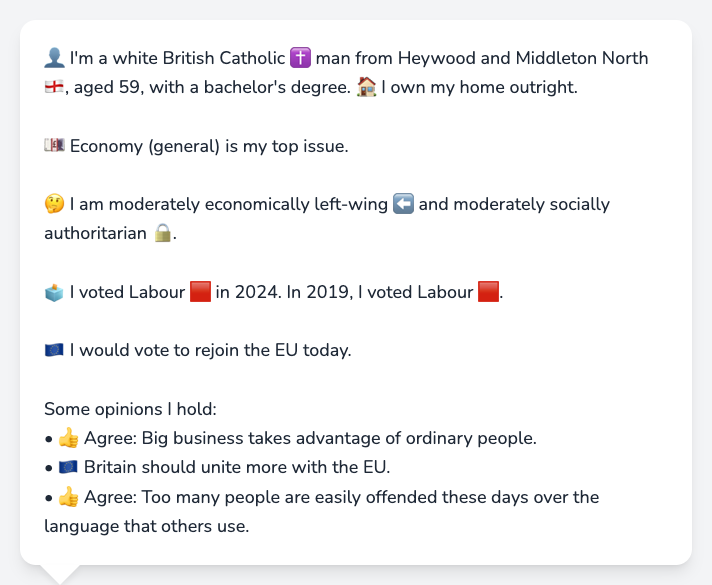 👤 I'm a white British Catholic ✝️ man from Heywood and Middleton North
🏴󠁧󠁢󠁥󠁮󠁧󠁿, aged 59, with a bachelor's degree. 🏠 I own my home outright.
💷 Economy (general) is my top issue.
🤔 I am moderately economically left-wing ⬅️ and moderately socially
authoritarian 🔒.
🗳️ I voted Labour 🟥 in 2024. In 2019, I voted Labour 🟥.
🇪🇺 I would vote to rejoin the EU today.
Some opinions I hold:
• 👍 Agree: Big business takes advantage of ordinary people.
• 🇪🇺 Britain should unite more with the EU.
• 👍 Agree: Too many people are easily offended these days over the
language that others use.